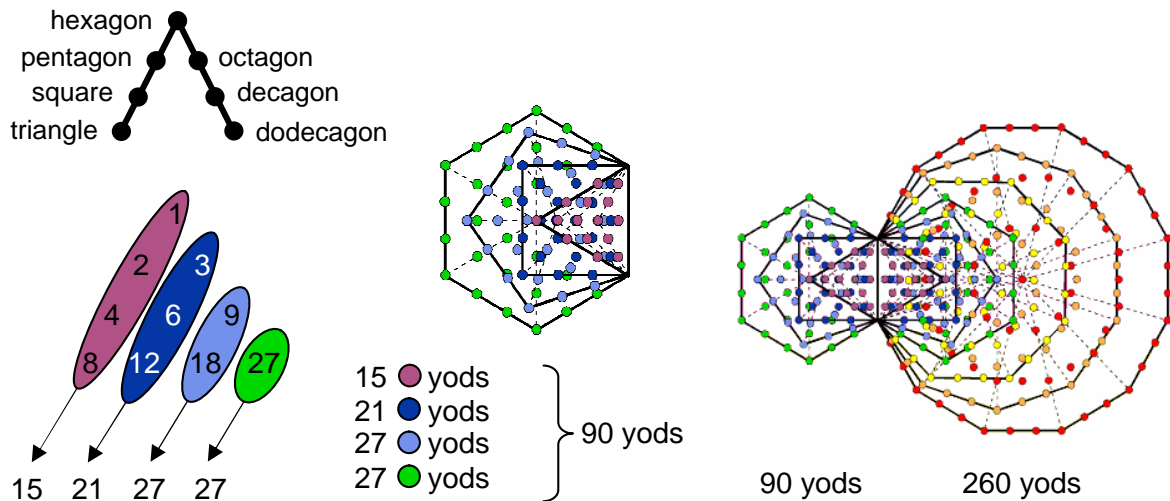 hexagon
pentagon octagon
square decagon
triangle dodecagon
1
2 3
4 6 9
8 12 18 27
15 21 27 27
15 yods
21 yods
27 yods
27 yods
90 yods
90 yods 260 yods